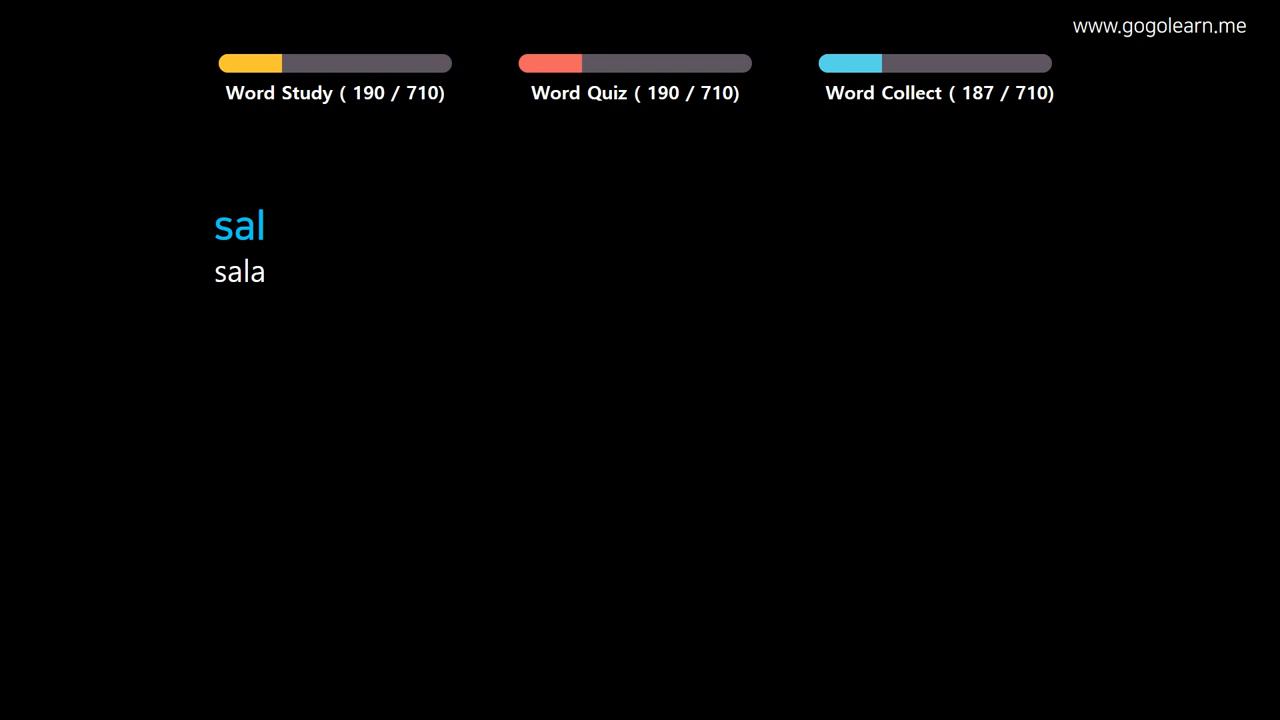 www.gogolearn.me
Word Study ( 190 / 710)
Word Quiz ( 190 / 710)
Word Collect ( 187 / 710)
sal
sala